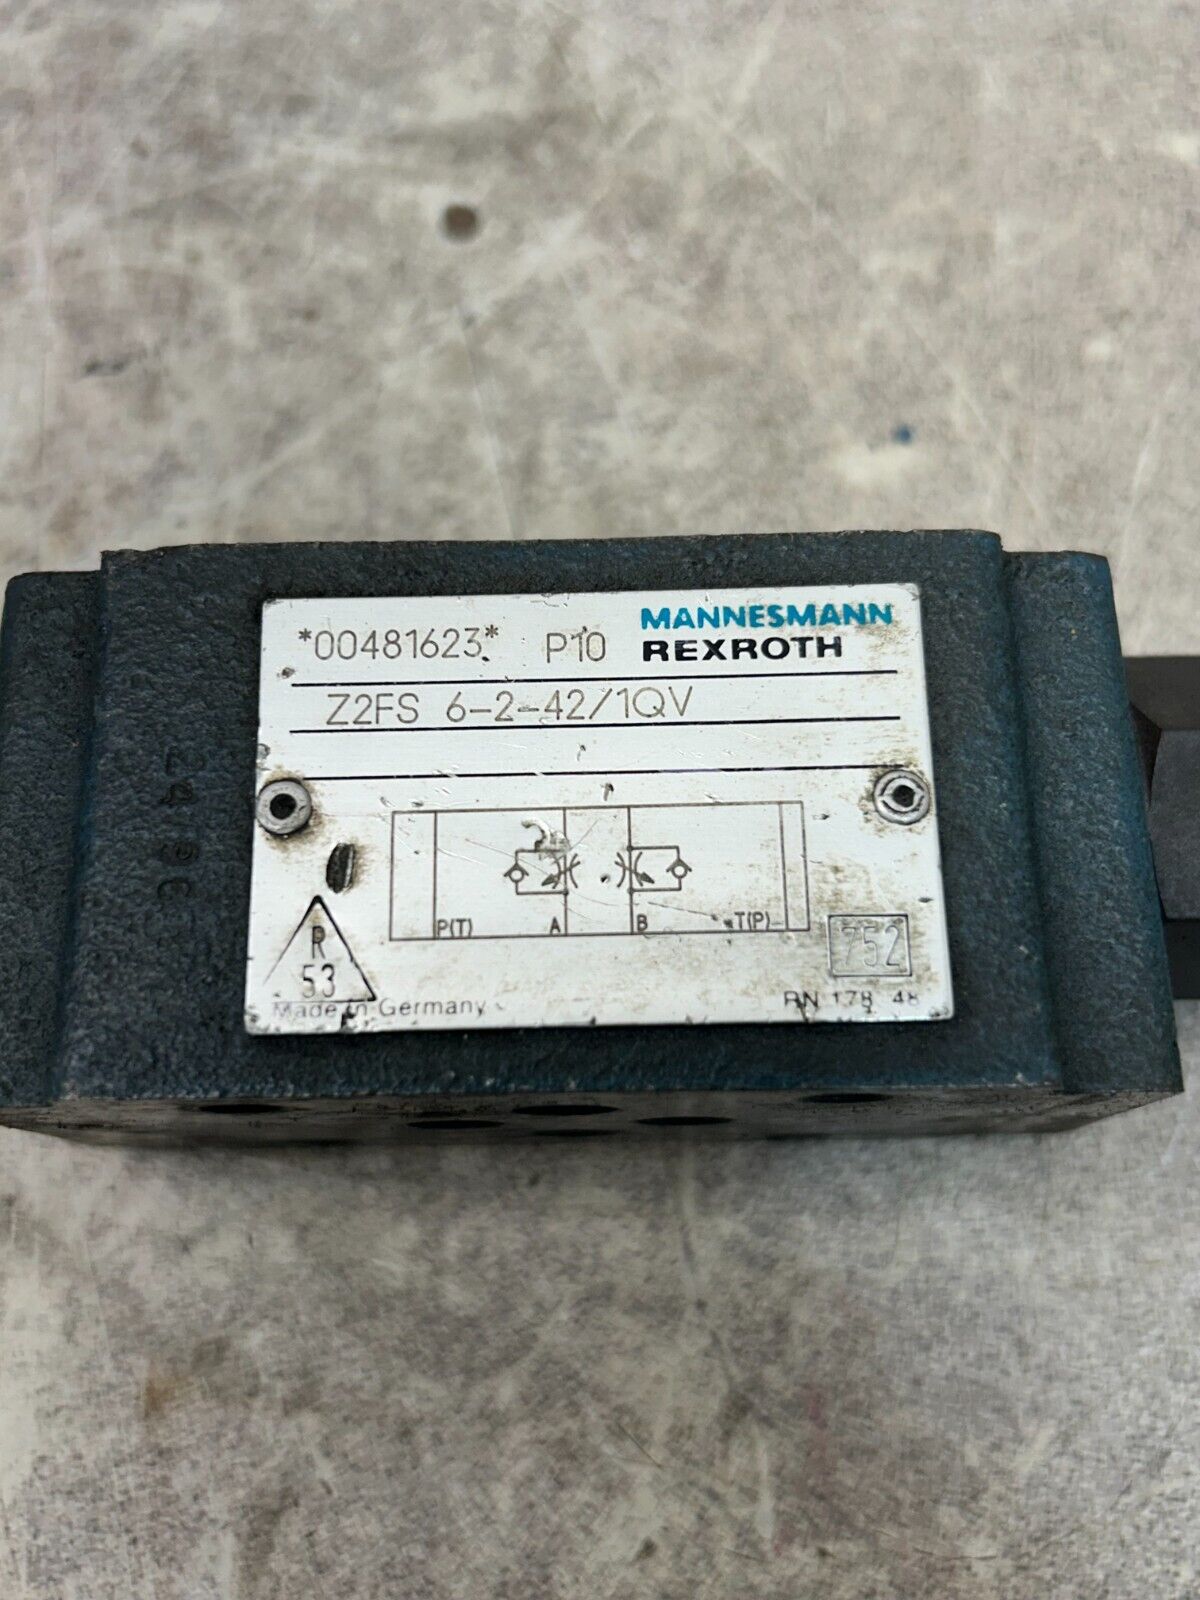 *00481623* P10 MANNESMANN
REXROTH
Z2FS 6-2-42/1QV
P(T) A B T(P)
R
53
752
Made in Germany
RN 178.48